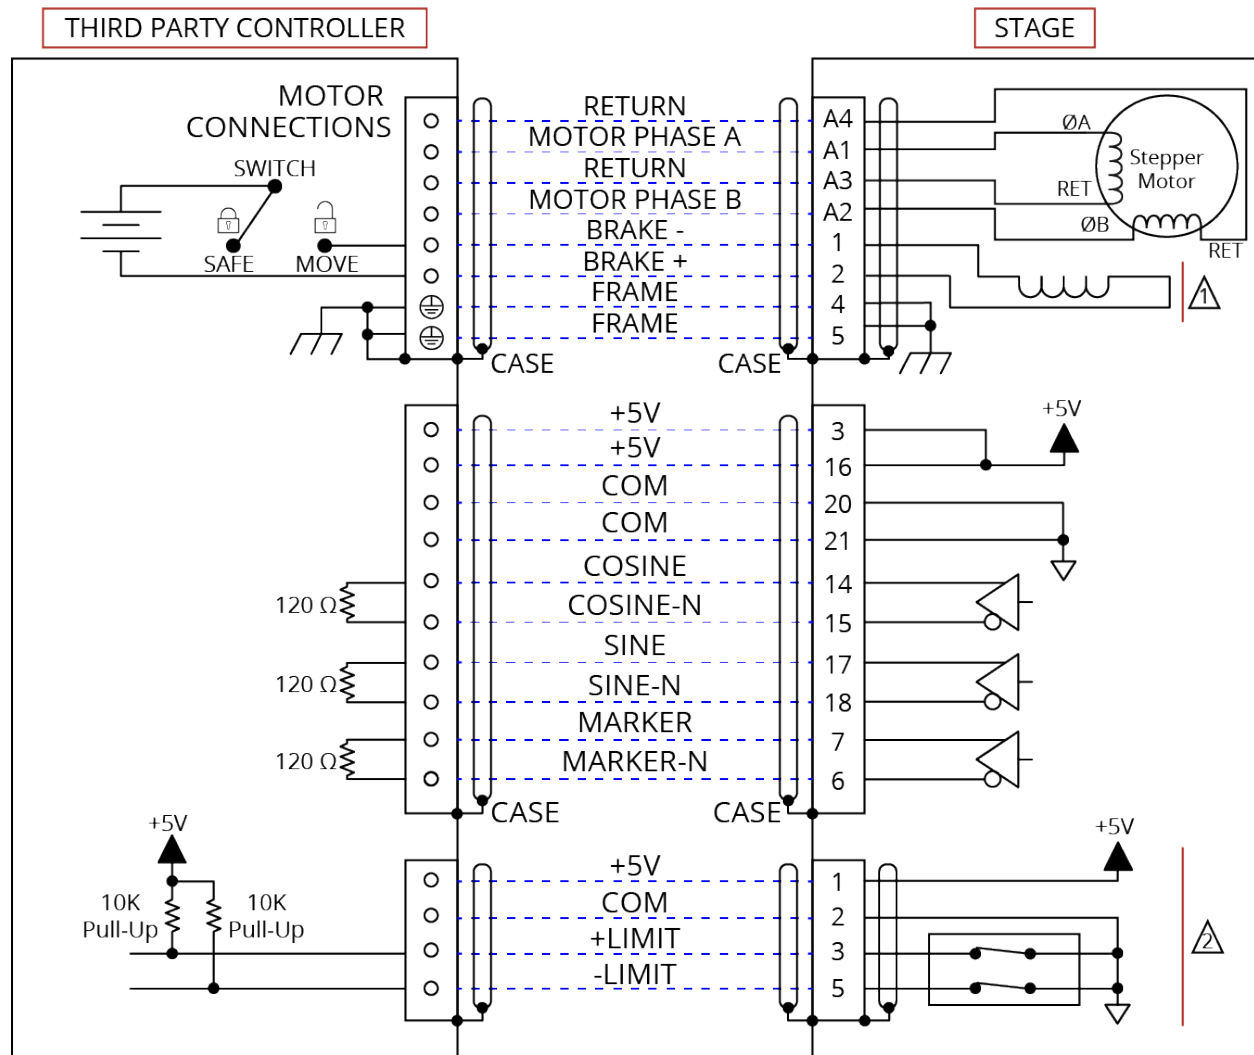 THIRD PARTY CONTROLLER
STAGE
MOTOR
CONNECTIONS
SWITCH
SAFE
MOVE
RETURN
MOTOR PHASE A
RETURN
MOTOR PHASE B
BRAKE -
BRAKE +
FRAME
FRAME
CASE
CASE
A4
A1
A3
A2
1
2
4
5
ØA
Stepper
Motor
RET
ØB
RET
1
+5V
+5V
COM
COM
COSINE
COSINE-N
SINE
SINE-N
MARKER
MARKER-N
CASE
CASE
120 Ω
120 Ω
120 Ω
3
16
20
21
14
15
17
18
7
6
+5V
+5V
10K
Pull-Up
10K
Pull-Up
+5V
COM
+LIMIT
-LIMIT
1
2
3
5
+5V
2